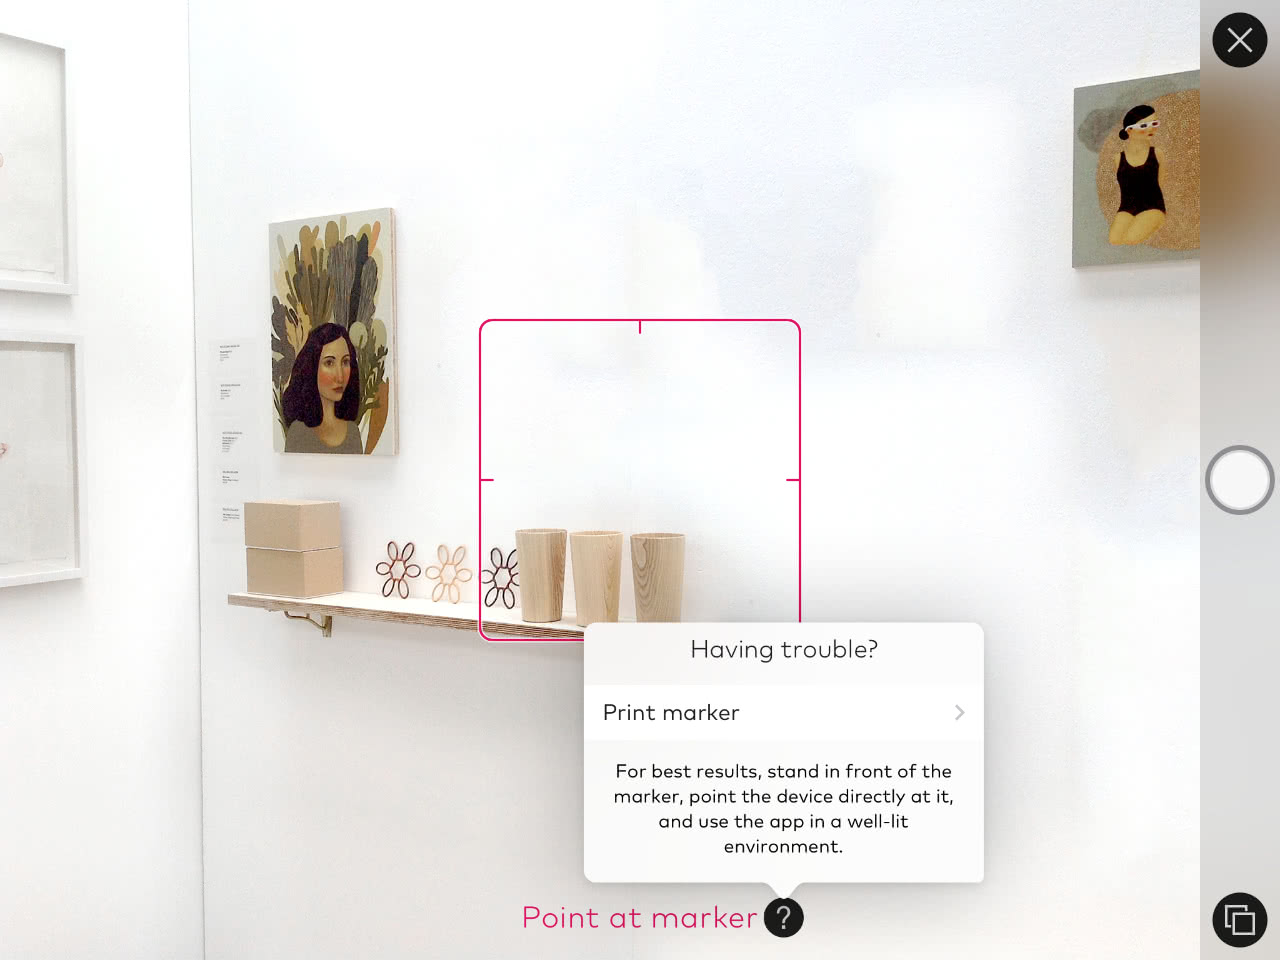 Having trouble?
Print marker
For best results, stand in front of the
marker, point the device directly at it,
and use the app in a well-lit
environment.
Point at marker ?